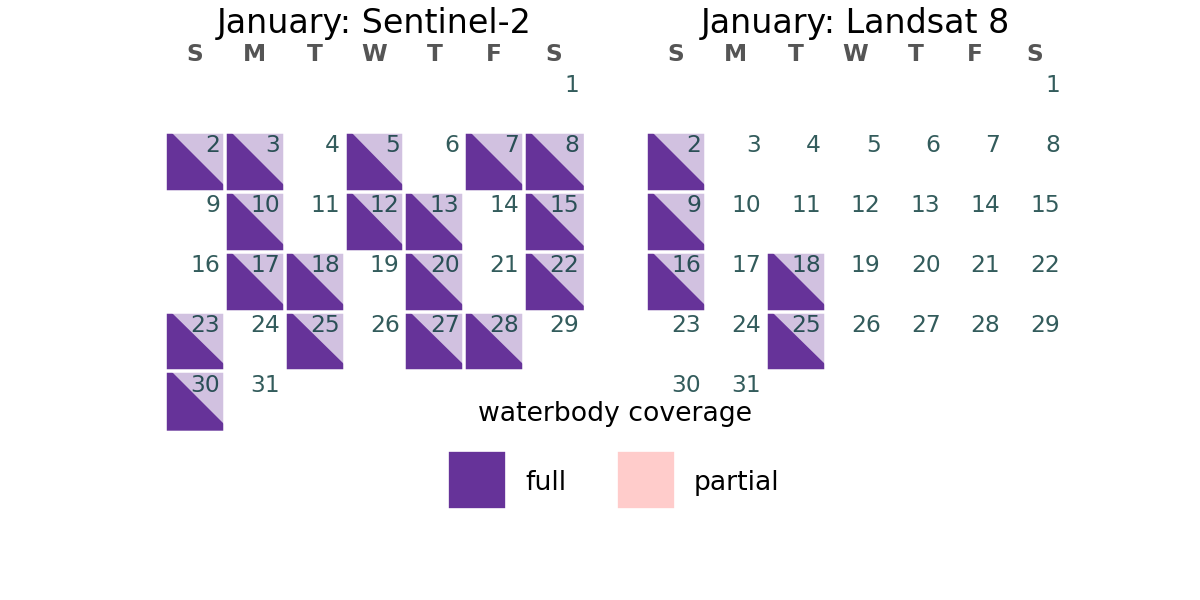 January: Sentinel-2
S M T W T F S
1
2 3 4 5 6 7 8
9 10 11 12 13 14 15
16 17 18 19 20 21 22
23 24 25 26 27 28 29
30 31
January: Landsat 8
S M T W T F S
1
2 3 4 5 6 7 8
9 10 11 12 13 14 15
16 17 18 19 20 21 22
23 24 25 26 27 28 29
30 31
waterbody coverage
full
partial